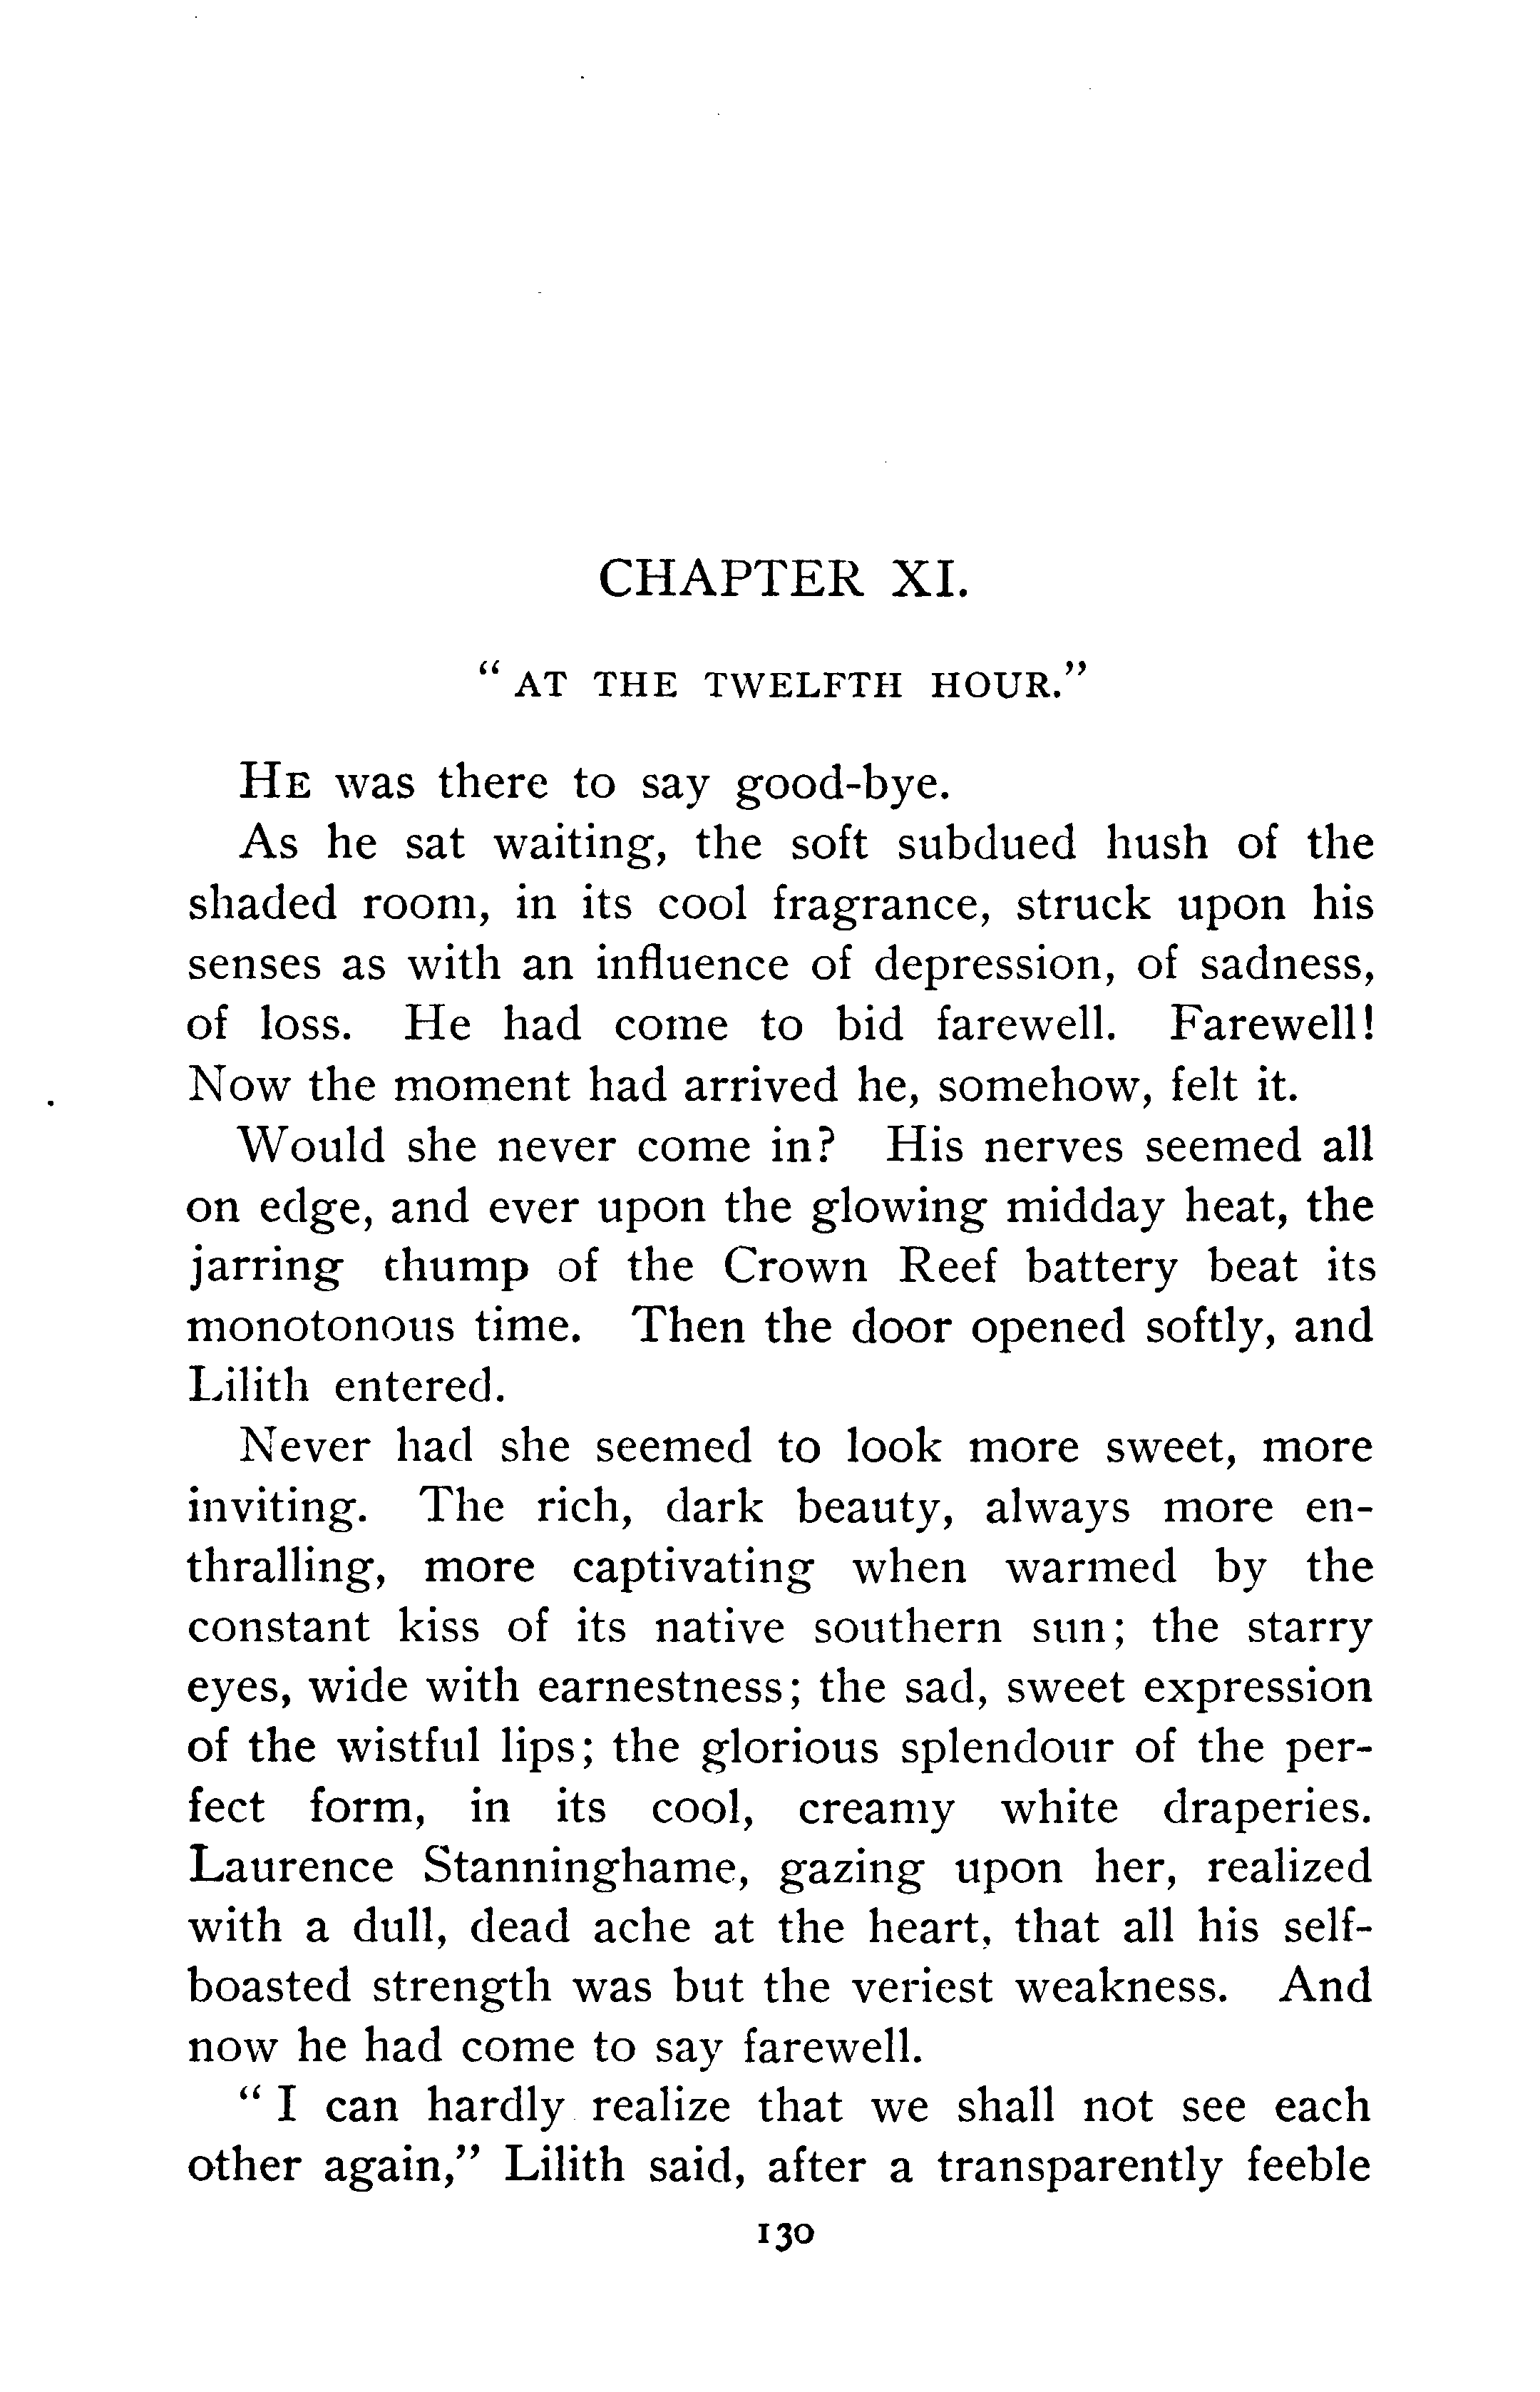 CHAPTER XI.
“ AT THE TWELFTH HOUR.”
HE was there to say good-bye.
As he sat waiting, the soft subdued hush of the
shaded room, in its cool fragrance, struck upon his
senses as with an influence of depression, of sadness,
of loss. He had come to bid farewell. Farewell!
Now the moment had arrived he, somehow, felt it.
Would she never come in? His nerves seemed all
on edge, and ever upon the glowing midday heat, the
jarring thump of the Crown Reef battery beat its
monotonous time. Then the door opened softly, and
Lilith entered.
Never had she seemed to look more sweet, more
inviting. The rich, dark beauty, always more en-
thralling, more captivating when warmed by the
constant kiss of its native southern sun; the starry
eyes, wide with earnestness; the sad, sweet expression
of the wistful lips; the glorious splendour of the per-
fect form, in its cool, creamy white draperies.
Laurence Stanninghame, gazing upon her, realized
with a dull, dead ache at the heart, that all his self-
boasted strength was but the veriest weakness. And
now he had come to say farewell.
“ I can hardly realize that we shall not see each
other again,” Lilith said, after a transparently feeble
130